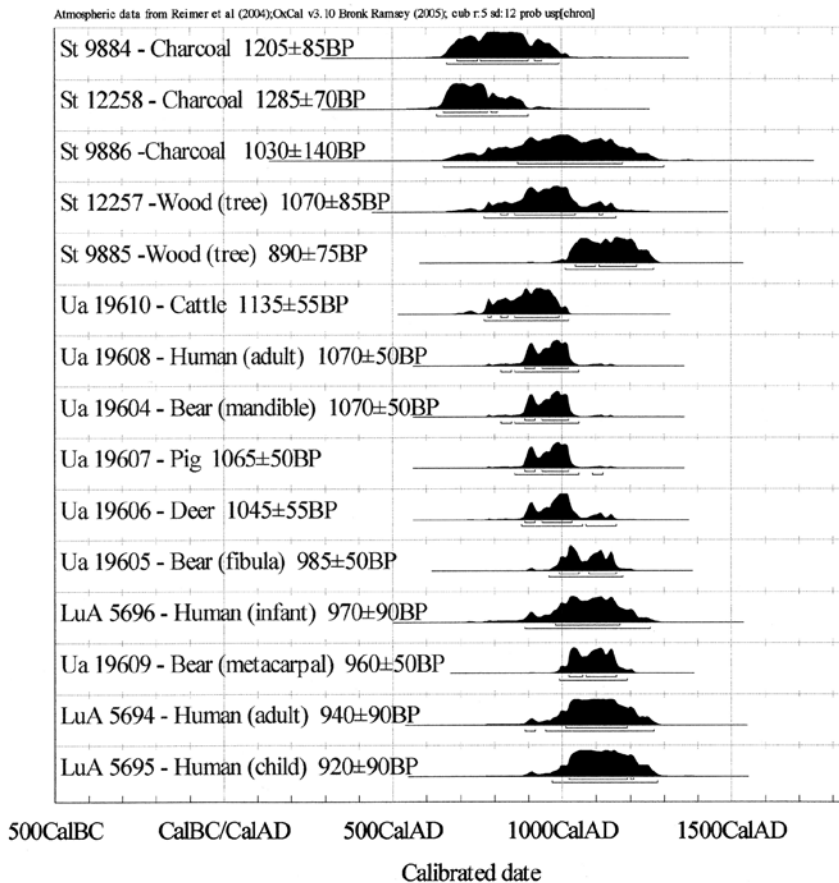 Atmospheric data from Reimer et al (2004);OxCal v3.10 Bronk Ramsey (2005); cub r:5 sd:12 prob usp[chron]
St 9884 - Charcoal 1205±85BP
St 12258 - Charcoal 1285±70BP
St 9886 -Charcoal 1030±140BP
St 12257 -Wood (tree) 1070±85BP
St 9885 -Wood (tree) 890±75BP
Ua 19610 - Cattle 1135±55BP
Ua 19608 - Human (adult) 1070±50BP
Ua 19604 - Bear (mandible) 1070±50BP
Ua 19607 - Pig 1065±50BP
Ua 19606 - Deer 1045±55BP
Ua 19605 - Bear (fibula) 985±50BP
LuA 5696 - Human (infant) 970±90BP
Ua 19609 - Bear (metacarpal) 960±50BP
LuA 5694 - Human (adult) 940±90BP
LuA 5695 - Human (child) 920±90BP
500CalBC CalBC/CalAD 500CalAD 1000CalAD 1500CalAD
Calibrated date